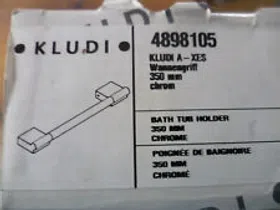 KLUDI
4898105
KLUDI A-XES
Wannengriff
350 mm
chrom
BATH TUB HOLDER
350 MM
CHROME
POIGNÉE DE BAIGNOIRE
350 MM
CHROME